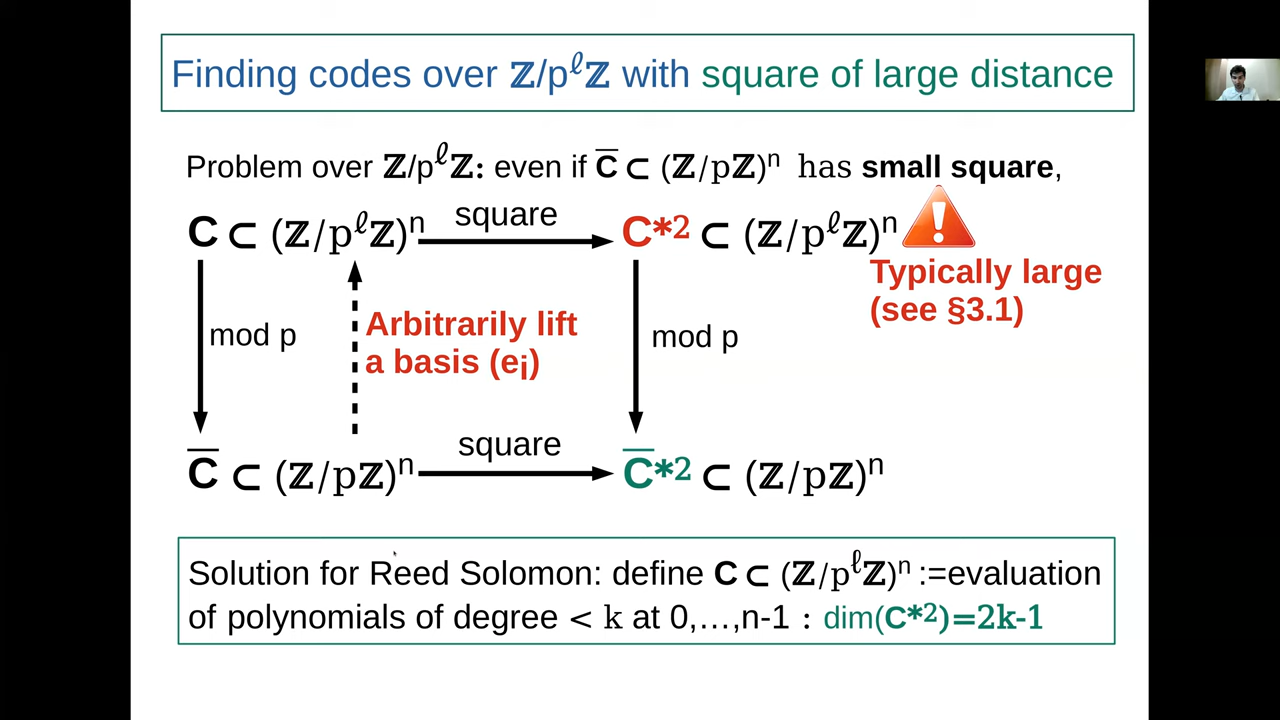 Finding codes over ℤ/pℓℤ with square of large distance
Problem over ℤ/pℓℤ: even if C̅ ⊂ (ℤ/pℤ)ⁿ has small square,
C ⊂ (ℤ/pℓℤ)ⁿ square C*2 ⊂ (ℤ/pℓℤ)ⁿ !
Typically large
(see §3.1)
mod p
Arbitrarily lift
a basis (eᵢ)
mod p
C̅ ⊂ (ℤ/pℤ)ⁿ square C̅*2 ⊂ (ℤ/pℤ)ⁿ
Solution for Reed Solomon: define C ⊂ (ℤ/pℓℤ)ⁿ :=evaluation
of polynomials of degree < k at 0,...,n-1 : dim(C*2)=2k-1